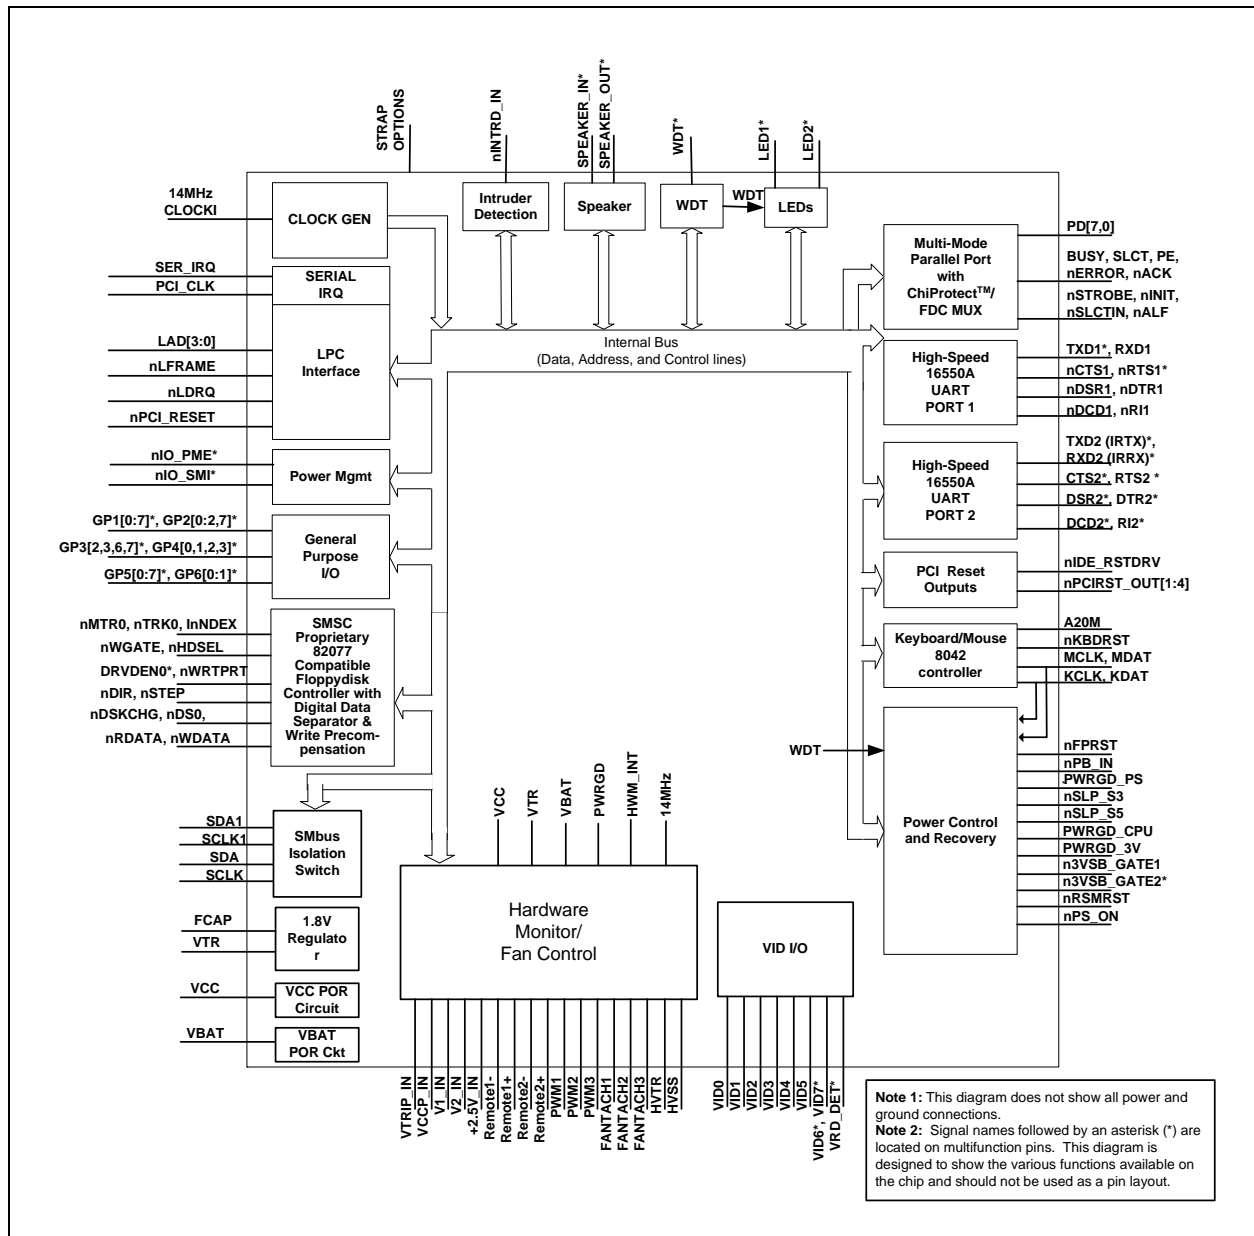 STRAP
OPTIONS
nINTRD_IN
SPEAKER_IN*
SPEAKER_OUT*
WDT*
LED1*
LED2*
14MHz
CLOCKI
CLOCK GEN
Intruder
Detection
Speaker
WDT
WDT
LEDs
SER_IRQ
PCI_CLK
SERIAL
IRQ
LAD[3:0]
nLFRAME
nLDRQ
nPCI_RESET
LPC
Interface
nIO_PME*
nIO_SMI*
Power Mgmt
GP1[0:7]*, GP2[0:2,7]*
GP3[2,3,6,7]*, GP4[0,1,2,3]*
GP5[0:7]*, GP6[0:1]*
General
Purpose
I/O
nMTR0, nTRK0, InNDEX
nWGATE, nHDSEL
DRVDEN0*, nWRTPRT
nDIR, nSTEP
nDSKCHG, nDS0,
nRDATA, nWDATA
SMSC
Proprietary
82077
Compatible
Floppydisk
Controller with
Digital Data
Separator &
Write Precom-
pensation
SDA1
SCLK1
SDA
SCLK
SMbus
Isolation
Switch
FCAP
VTR
1.8V
Regulato
r
VCC
VCC POR
Circuit
VBAT
VBAT
POR Ckt
Internal Bus
(Data, Address, and Control lines)
Multi-Mode
Parallel Port
with
ChiProtect™/
FDC MUX
PD[7,0]
BUSY, SLCT, PE,
nERROR, nACK
nSTROBE, nINIT,
nSLCTIN, nALF
High-Speed
16550A
UART
PORT 1
TXD1*, RXD1
nCTS1, nRTS1*
nDSR1, nDTR1
nDCD1, nRI1
High-Speed
16550A
UART
PORT 2
TXD2 (IRTX)*,
RXD2 (IRRX)*
CTS2*, RTS2 *
DSR2*, DTR2*
DCD2*, RI2*
PCI Reset
Outputs
nIDE_RSTDRV
nPCIRST_OUT[1:4]
Keyboard/Mouse
8042
controller
A20M
nKBDRST
MCLK, MDAT
KCLK, KDAT
WDT
Power Control
and Recovery
nFPRST
nPB_IN
PWRGD_PS
nSLP_S3
nSLP_S5
PWRGD_CPU
PWRGD_3V
n3VSB_GATE1
n3VSB_GATE2*
nRSMRST
nPS_ON
VCC
VTR
VBAT
PWRGD
HWM_INT
14MHz
Hardware
Monitor/
Fan Control
VTRIP_IN
VCCP_IN
V1_IN
V2_IN
+2.5V_IN
Remote1-
Remote1+
Remote2-
Remote2+
PWM1
PWM2
PWM3
FANTACH1
FANTACH2
FANTACH3
HVTR
HVSS
VID I/O
VID0
VID1
VID2
VID3
VID4
VID5
VID6*, VID7*
VRD_DET*
Note 1: This diagram does not show all power and
ground connections.
Note 2: Signal names followed by an asterisk (*) are
located on multifunction pins. This diagram is
designed to show the various functions available on
the chip and should not be used as a pin layout.